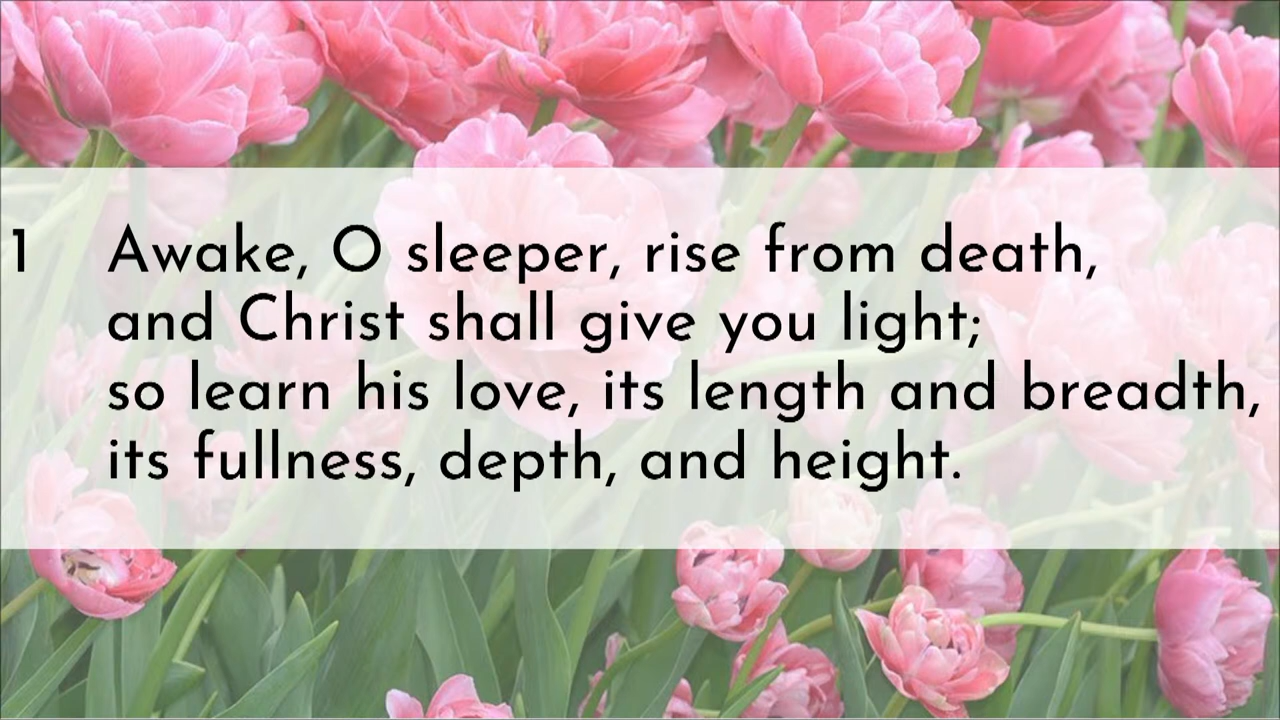 1 Awake, O sleeper, rise from death,
and Christ shall give you light;
so learn his love, its length and breadth,
its fullness, depth, and height.